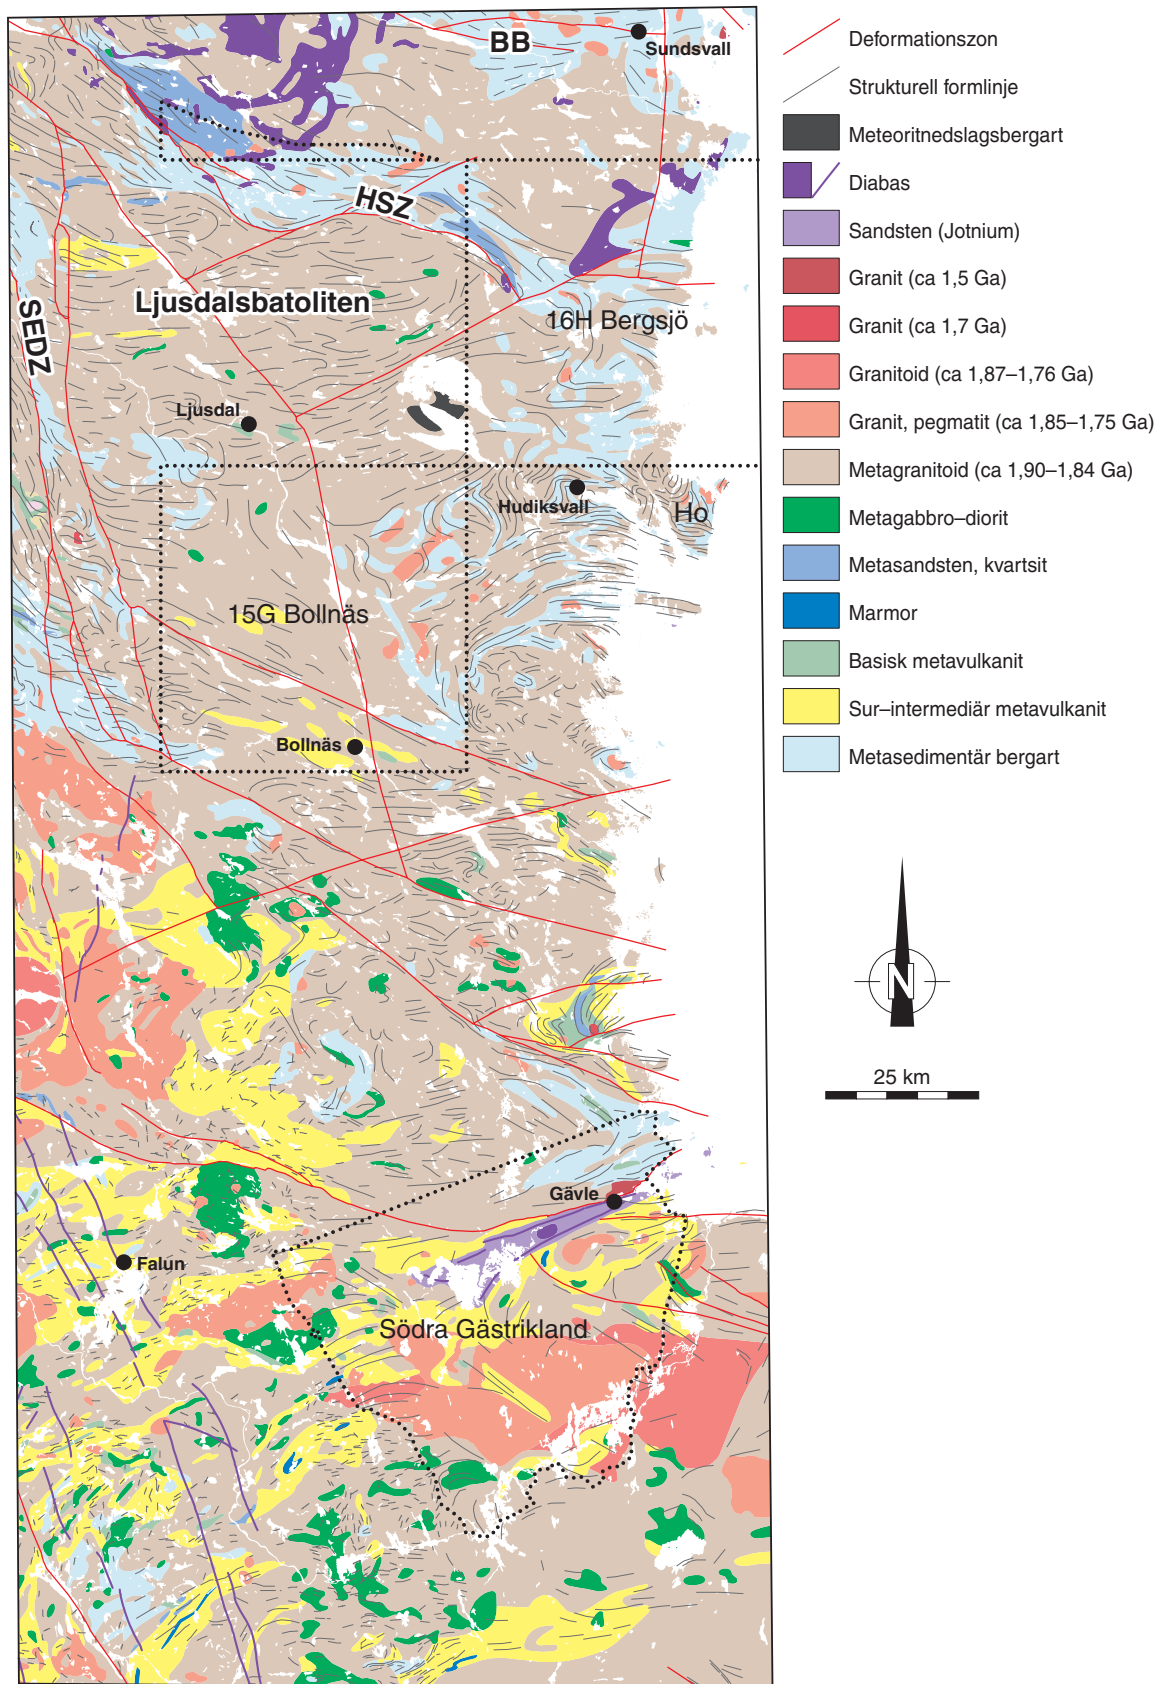 BB
Sundsvall
HSZ
SEDZ
Ljusdalsbatoliten
16H Bergsjö
Ljusdal
Hudiksvall
Ho
15G Bollnäs
Bollnäs
Gävle
Falun
Södra Gästrikland
Deformationszon
Strukturell formlinje
Meteoritnedslagsbergart
Diabas
Sandsten (Jotnium)
Granit (ca 1,5 Ga)
Granit (ca 1,7 Ga)
Granitoid (ca 1,87–1,76 Ga)
Granit, pegmatit (ca 1,85–1,75 Ga)
Metagranitoid (ca 1,90–1,84 Ga)
Metagabbro–diorit
Metasandsten, kvartsit
Marmor
Basisk metavulkanit
Sur–intermediär metavulkanit
Metasedimentär bergart
N
25 km